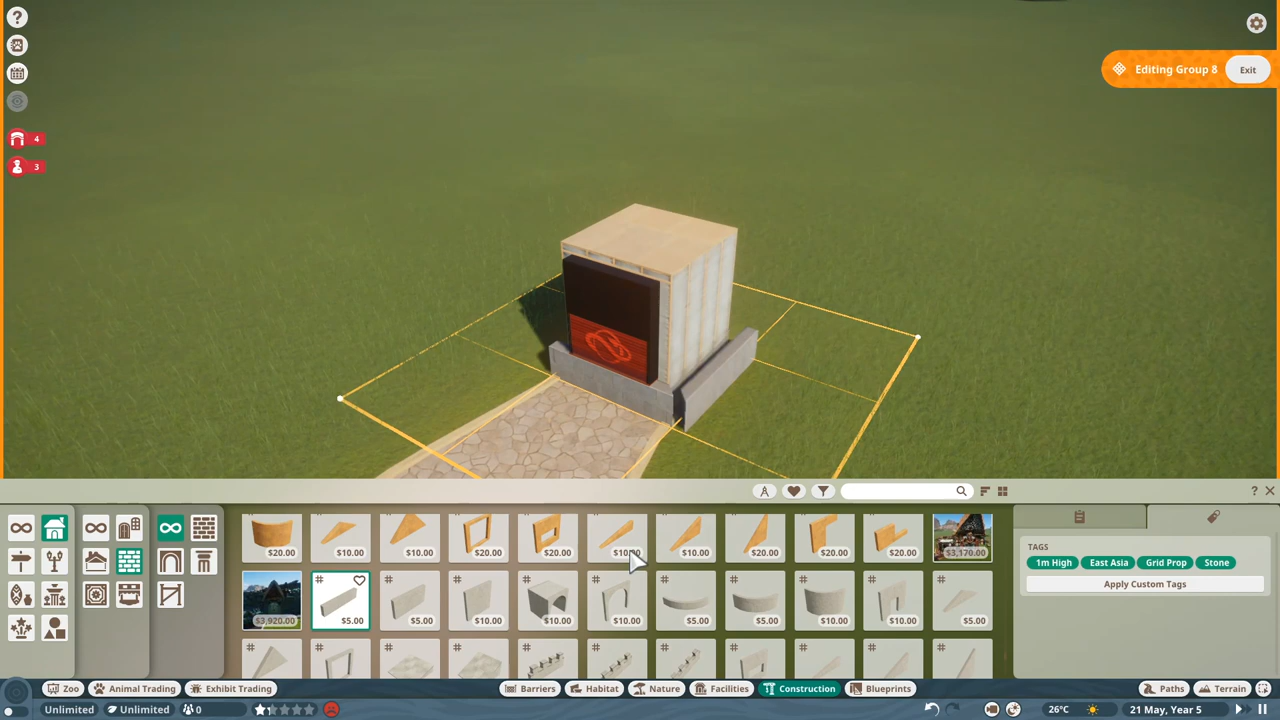 ?
Editing Group 8
Exit
4
3
? ×
$20.00 $10.00 $10.00 $20.00 $20.00 $10.00 $10.00 $20.00 $20.00 $20.00 $3,170.00
$3,920.00 $5.00 $5.00 $10.00 $10.00 $10.00 $5.00 $5.00 $10.00 $10.00 $5.00
TAGS
1m High East Asia Grid Prop Stone
Apply Custom Tags
Zoo Animal Trading Exhibit Trading Barriers Habitat Nature Facilities Construction Blueprints Paths Terrain
Unlimited Unlimited 0 26°C 21 May, Year 5